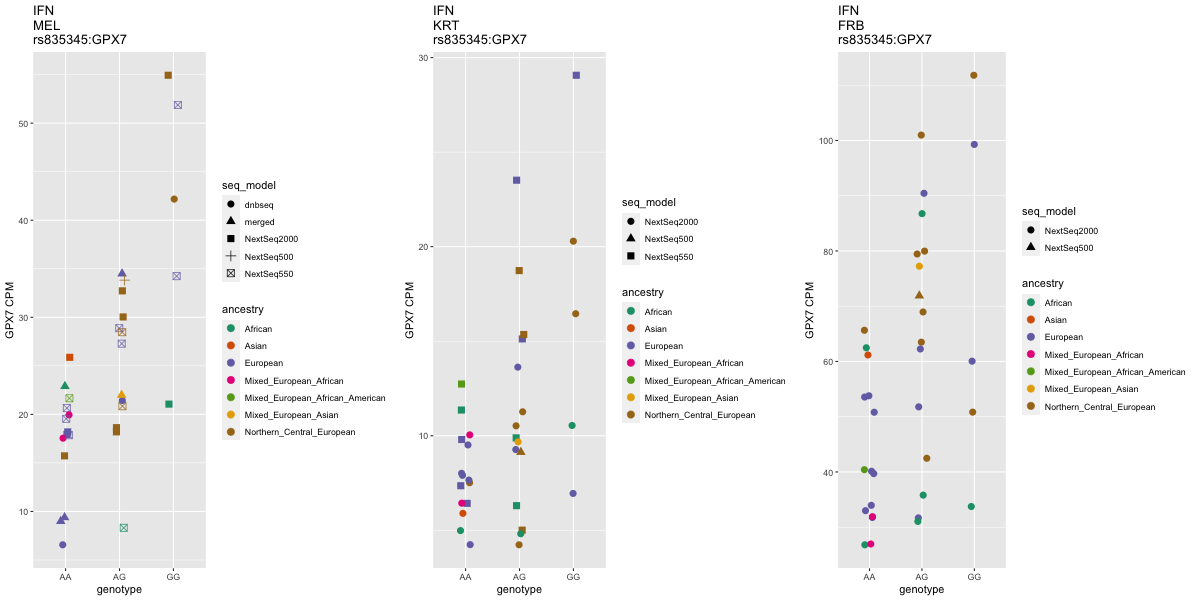 IFN
MEL
rs835345:GPX7
GPX7 CPM
50
40
30
20
10
AA
AG
GG
genotype
seq_model
dnbseq
merged
NextSeq2000
NextSeq500
NextSeq550
ancestry
African
Asian
European
Mixed_European_African
Mixed_European_African_American
Mixed_European_Asian
Northern_Central_European
IFN
KRT
rs835345:GPX7
GPX7 CPM
30
20
10
AA
AG
GG
genotype
seq_model
NextSeq2000
NextSeq500
NextSeq550
ancestry
African
Asian
European
Mixed_European_African
Mixed_European_African_American
Mixed_European_Asian
Northern_Central_European
IFN
FRB
rs835345:GPX7
GPX7 CPM
100
80
60
40
AA
AG
GG
genotype
seq_model
NextSeq2000
NextSeq500
ancestry
African
Asian
European
Mixed_European_African
Mixed_European_African_American
Mixed_European_Asian
Northern_Central_European